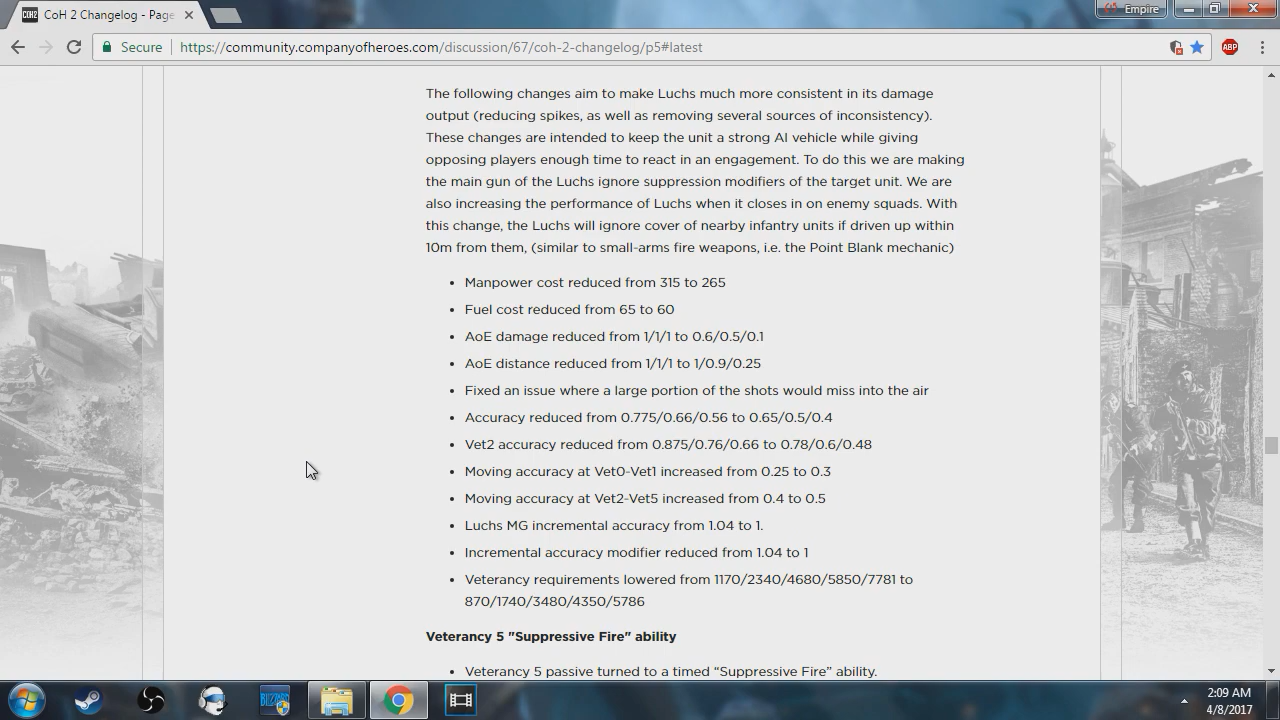 COH2 CoH 2 Changelog - Page
Empire
Secure https://community.companyofheroes.com/discussion/67/coh-2-changelog/p5#latest
ABP
The following changes aim to make Luchs much more consistent in its damage
output (reducing spikes, as well as removing several sources of inconsistency).
These changes are intended to keep the unit a strong AI vehicle while giving
opposing players enough time to react in an engagement. To do this we are making
the main gun of the Luchs ignore suppression modifiers of the target unit. We are
also increasing the performance of Luchs when it closes in on enemy squads. With
this change, the Luchs will ignore cover of nearby infantry units if driven up within
10m from them, (similar to small-arms fire weapons, i.e. the Point Blank mechanic)
• Manpower cost reduced from 315 to 265
• Fuel cost reduced from 65 to 60
• AoE damage reduced from 1/1/1 to 0.6/0.5/0.1
• AoE distance reduced from 1/1/1 to 1/0.9/0.25
• Fixed an issue where a large portion of the shots would miss into the air
• Accuracy reduced from 0.775/0.66/0.56 to 0.65/0.5/0.4
• Vet2 accuracy reduced from 0.875/0.76/0.66 to 0.78/0.6/0.48
• Moving accuracy at Vet0-Vet1 increased from 0.25 to 0.3
• Moving accuracy at Vet2-Vet5 increased from 0.4 to 0.5
• Luchs MG incremental accuracy from 1.04 to 1.
• Incremental accuracy modifier reduced from 1.04 to 1
• Veterancy requirements lowered from 1170/2340/4680/5850/7781 to
870/1740/3480/4350/5786
Veterancy 5 "Suppressive Fire" ability
• Veterancy 5 passive turned to a timed “Suppressive Fire” ability.
BLIZZARD
2:09 AM
4/8/2017